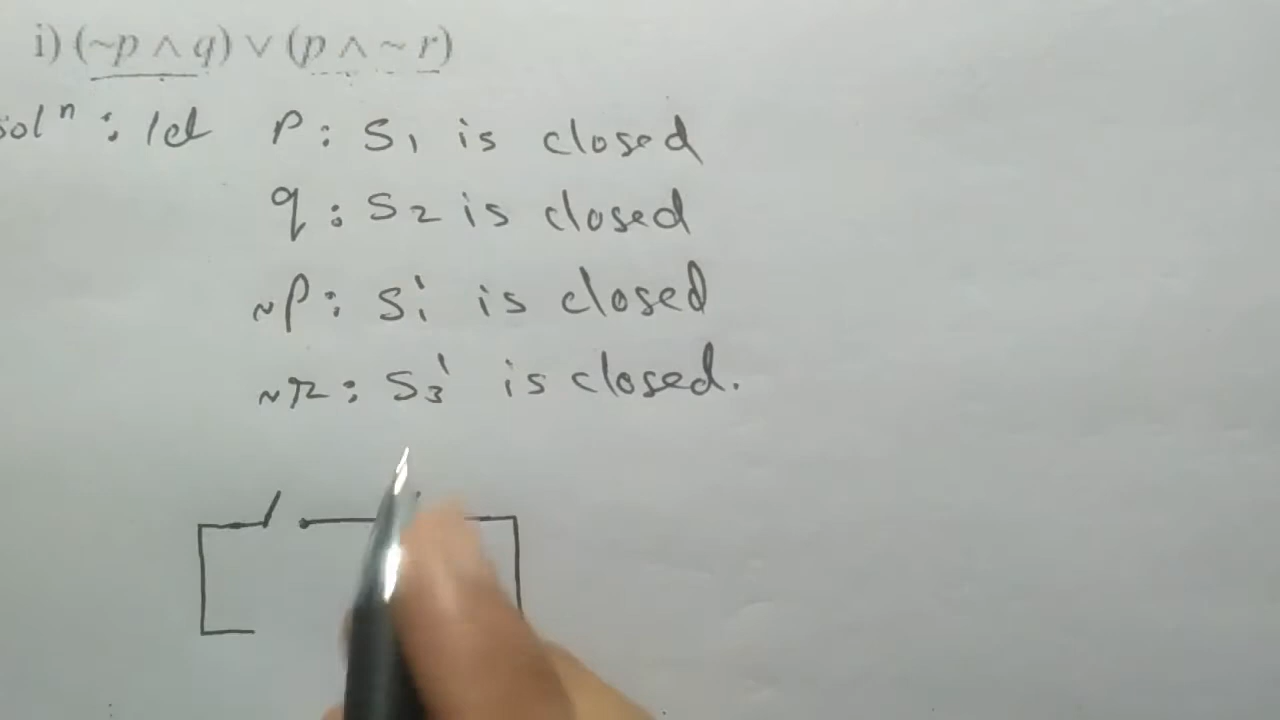 i) (~p ∧ q) ∨ (p ∧ ~ r)
soln : let p : S1 is closed
q : S2 is closed
~p : S1' is closed
~r : S3' is closed.